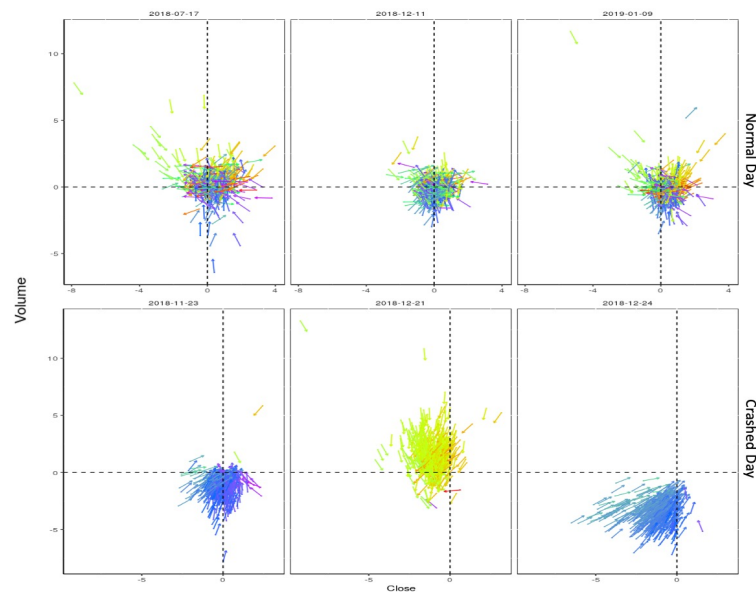 2018-07-17 2018-12-11 2019-01-09
10
5
0
-5
-8 -4 0 4 -8 -4 0 4 -8 -4 0 4
Normal Day
Volume
2018-11-23 2018-12-21 2018-12-24
10
5
0
-5
-5 0 -5 0 -5 0
Crashed Day
Close